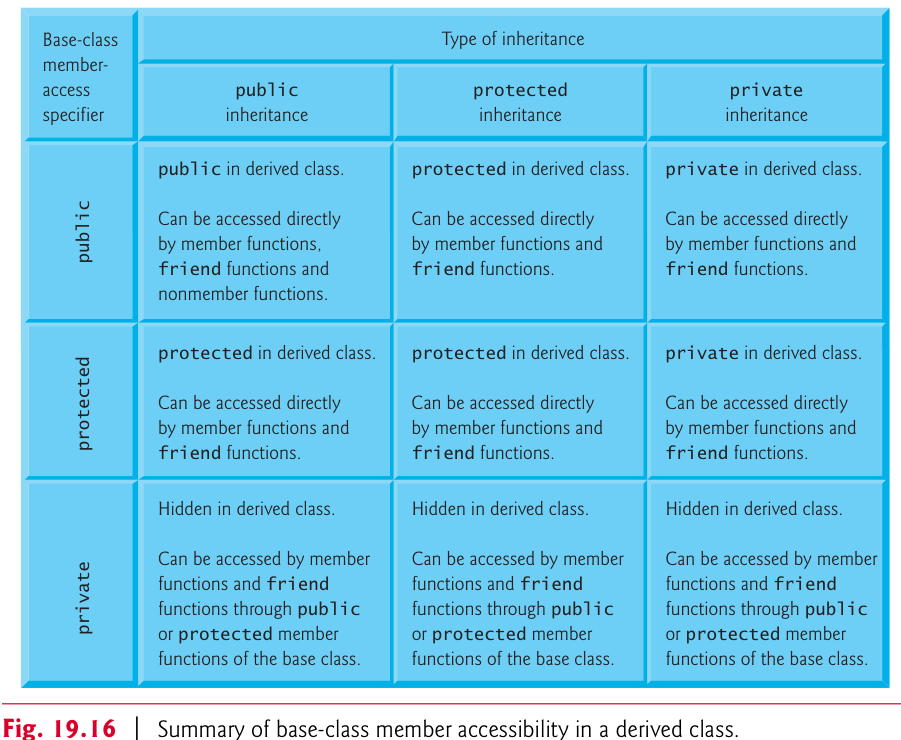 Base-class
member-
access
specifier
Type of inheritance
public
inheritance
protected
inheritance
private
inheritance
public
public in derived class.
Can be accessed directly
by member functions,
friend functions and
nonmember functions.
protected in derived class.
Can be accessed directly
by member functions and
friend functions.
private in derived class.
Can be accessed directly
by member functions and
friend functions.
protected
protected in derived class.
Can be accessed directly
by member functions and
friend functions.
protected in derived class.
Can be accessed directly
by member functions and
friend functions.
private in derived class.
Can be accessed directly
by member functions and
friend functions.
private
Hidden in derived class.
Can be accessed by member
functions and friend
functions through public
or protected member
functions of the base class.
Hidden in derived class.
Can be accessed by member
functions and friend
functions through public
or protected member
functions of the base class.
Hidden in derived class.
Can be accessed by member
functions and friend
functions through public
or protected member
functions of the base class.
Fig. 19.16 | Summary of base-class member accessibility in a derived class.